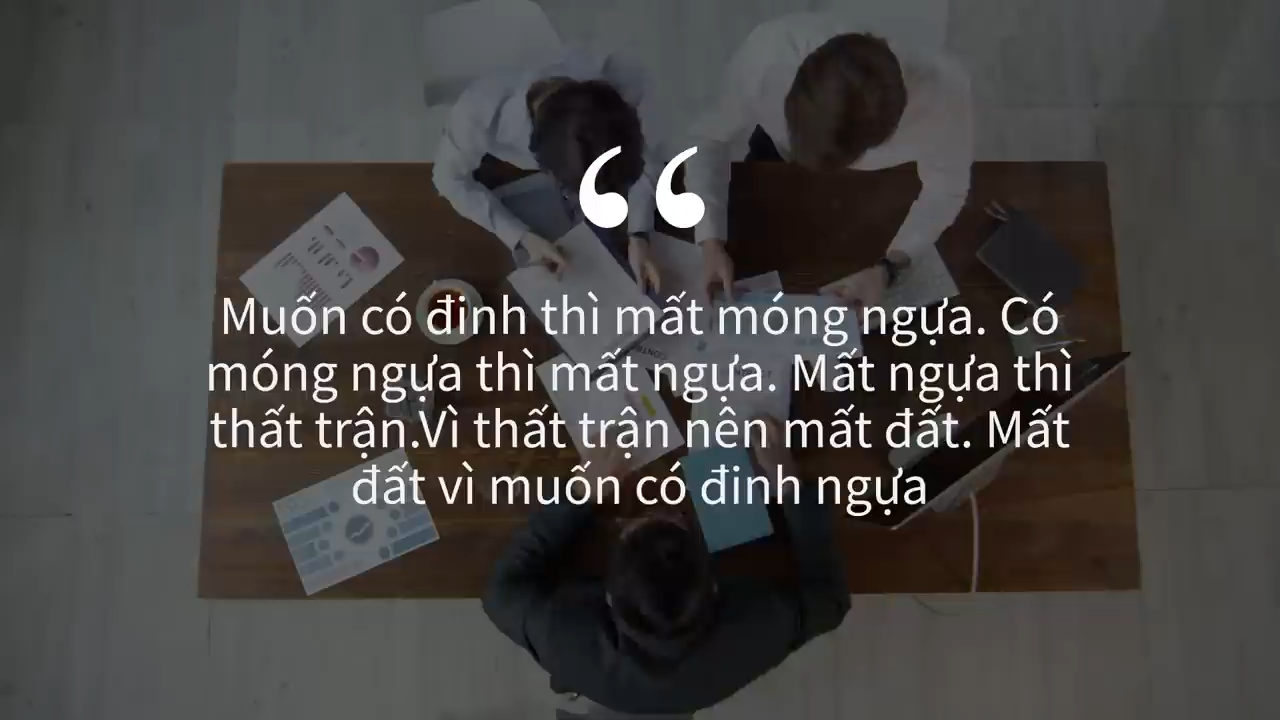 “
Muốn có đinh thì mất móng ngựa. Có
móng ngựa thì mất ngựa. Mất ngựa thì
thất trận.Vì thất trận nên mất đất. Mất
đất vì muốn có đinh ngựa